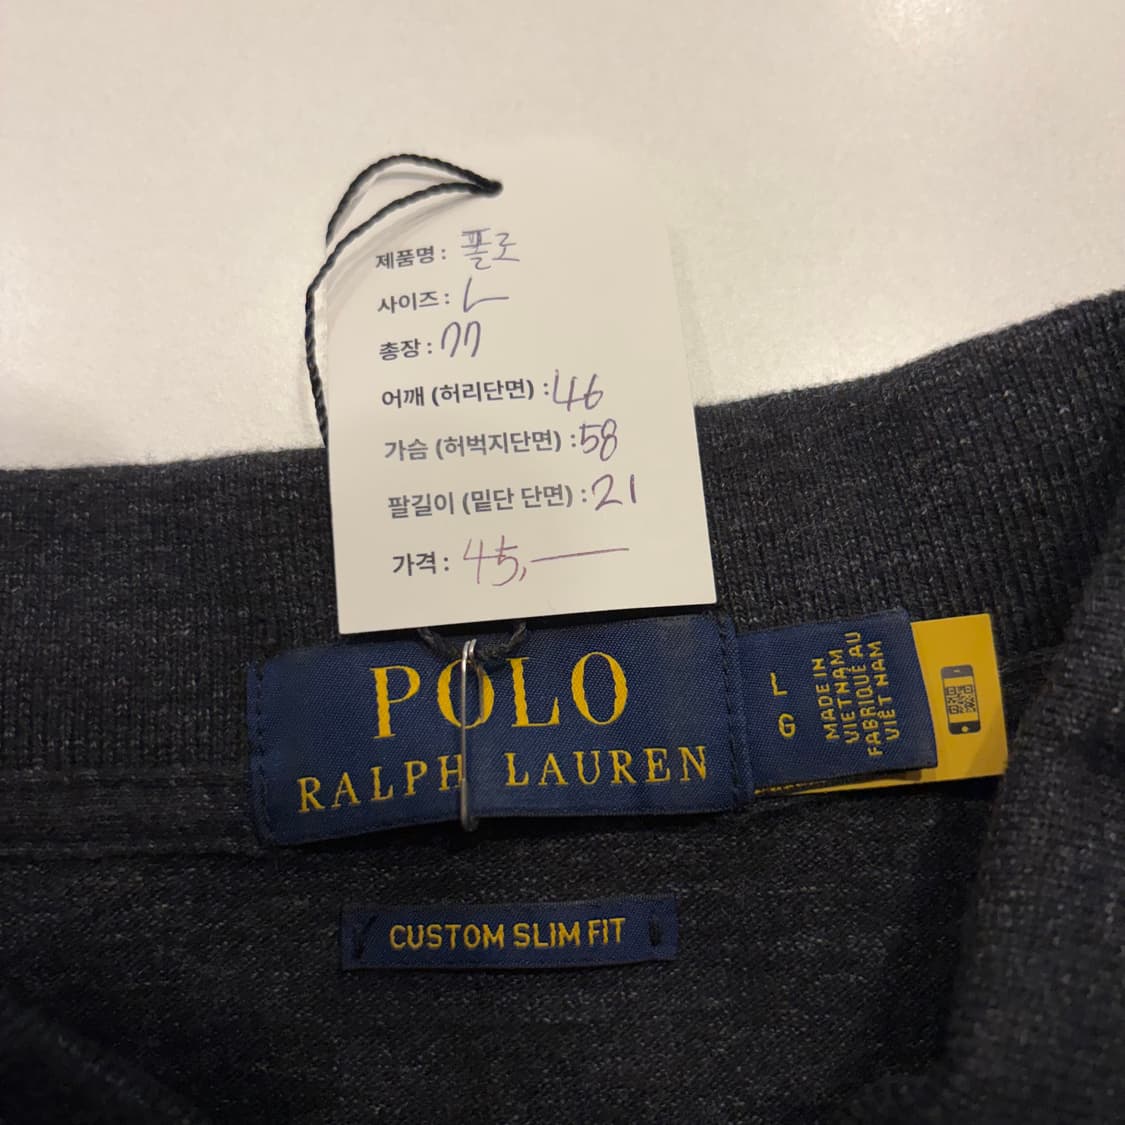 제품명 : 폴로
사이즈 : L
총장 : 77
어깨 (허리단면) : 46
가슴 (허벅지단면) : 58
팔길이 (밑단 단면) : 21
가격 : 45,—
POLO
RALPH LAUREN
L
G
MADE IN
VIETNAM
FABRIQUÉ AU
VIÊT NAM
CUSTOM SLIM FIT